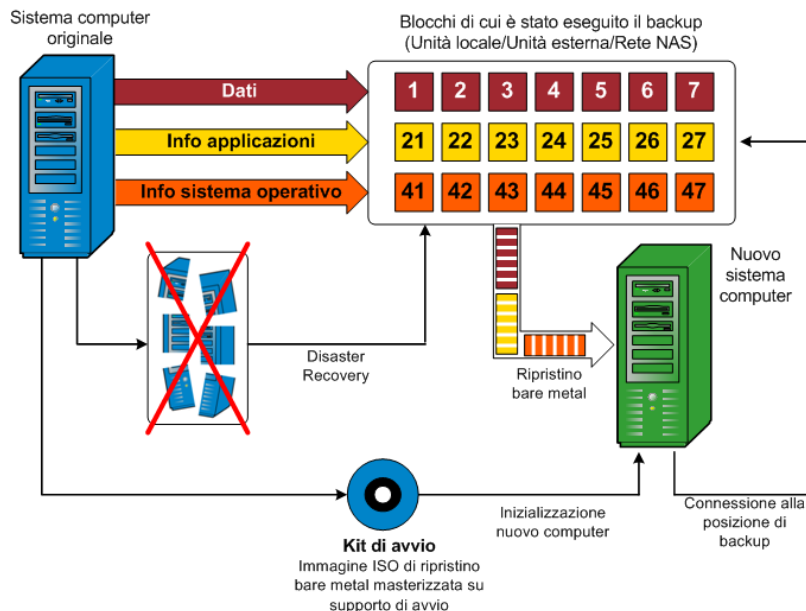 Sistema computer
originale
Blocchi di cui è stato eseguito il backup
(Unità locale/Unità esterna/Rete NAS)
Dati
1 2 3 4 5 6 7
Info applicazioni
21 22 23 24 25 26 27
Info sistema operativo
41 42 43 44 45 46 47
Nuovo
sistema
computer
Disaster
Recovery
Ripristino
bare metal
Inizializzazione
nuovo computer
Connessione alla
posizione di
backup
Kit di avvio
Immagine ISO di ripristino
bare metal masterizzata su
supporto di avvio